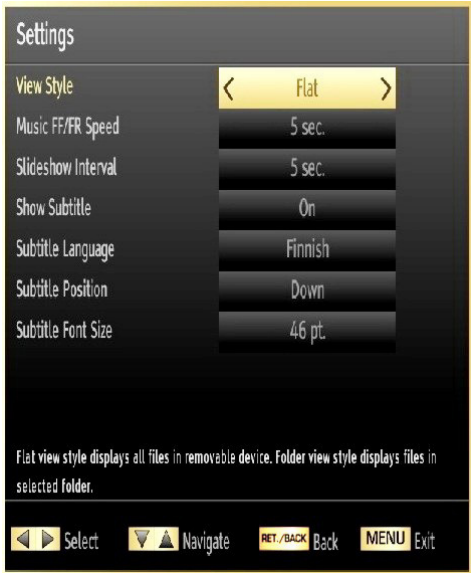 Settings
View Style Flat
Music FF/FR Speed 5 sec.
Slideshow Interval 5 sec.
Show Subtitle On
Subtitle Language Finnish
Subtitle Position Down
Subtitle Font Size 46 pt.
Flat view style displays all files in removable device. Folder view style displays files in
selected folder.
Select Navigate RET./BACK Back MENU Exit